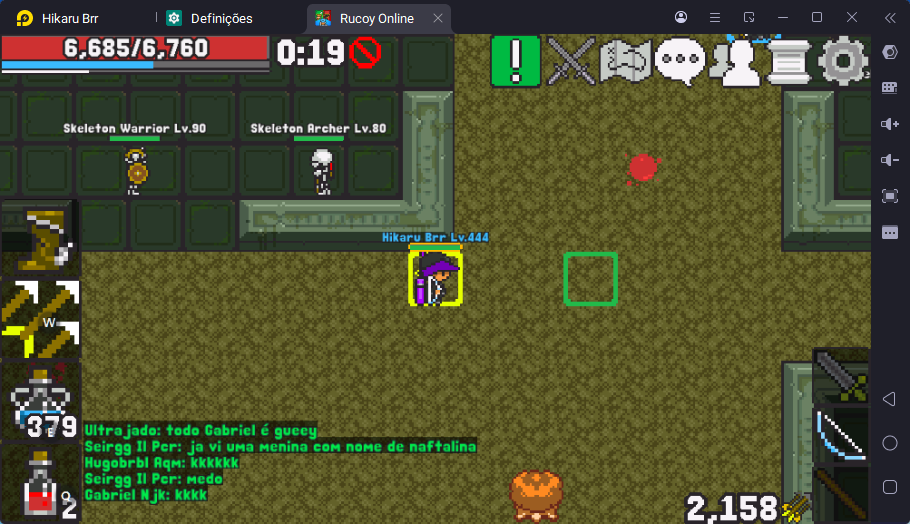 Hikaru Brr
Definições
Rucoy Online
6,685/6,760
0:19
Skeleton Warrior Lv.90
Skeleton Archer Lv.80
Hikaru Brr Lv.444
W
E
379
Q
2
Ultra jado: todo Gabriel é gueey
Seirgg Il Pcr: ja vi uma menina com nome de naftalina
Hugobrbl Aqm: kkkkkk
Seirgg Il Pcr: medo
Gabriel N jk: kkkk
2,158